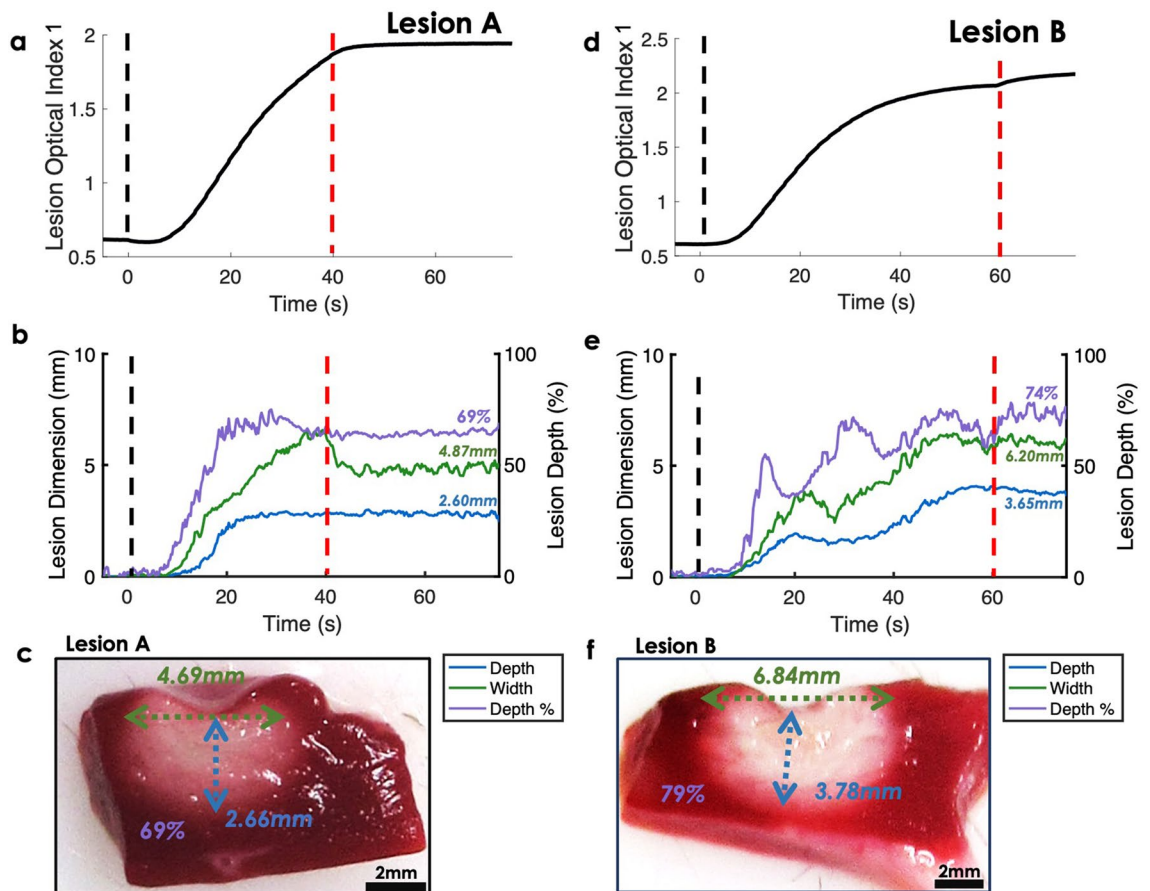 a
Lesion A
Lesion Optical Index 1
2
1.5
1
0.5
0
20
40
60
Time (s)
d
Lesion B
Lesion Optical Index 1
2.5
2
1.5
1
0.5
0
20
40
60
Time (s)
b
Lesion Dimension (mm)
10
5
0
0
20
40
60
Time (s)
100
50
0
Lesion Depth (%)
69%
4.87mm
2.60mm
e
Lesion Dimension (mm)
10
5
0
0
20
40
60
Time (s)
100
50
0
Lesion Depth (%)
74%
6.20mm
3.65mm
c
Lesion A
4.69mm
2.66mm
69%
2mm
Depth
Width
Depth %
f
Lesion B
6.84mm
3.78mm
79%
2mm
Depth
Width
Depth %